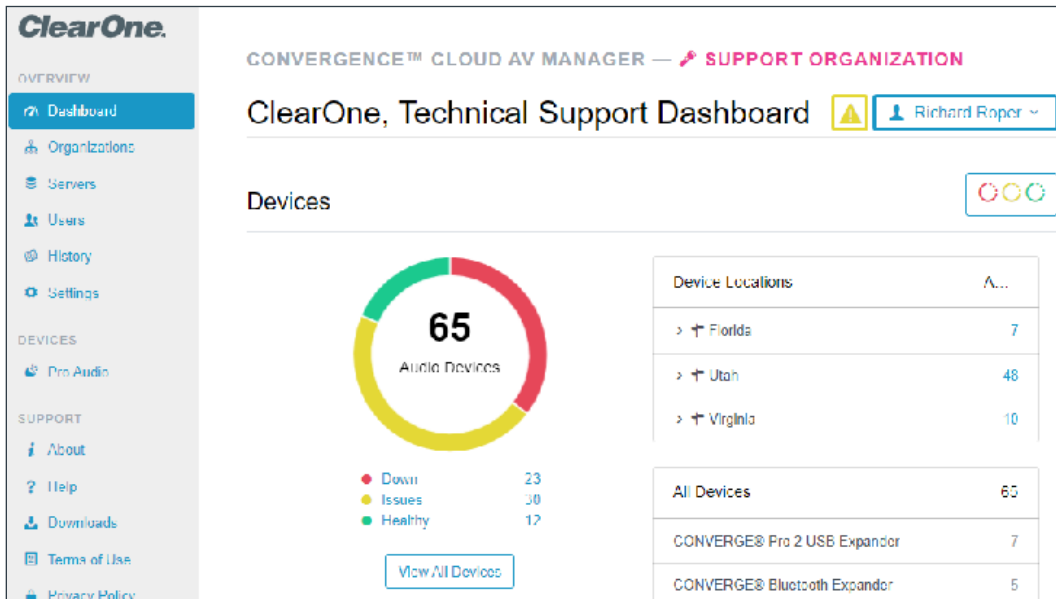 ClearOne.
OVERVIEW
Dashboard
Organizations
Servers
Users
History
Settings
DEVICES
Pro Audio
SUPPORT
About
Help
Downloads
Terms of Use
Privacy Policy
CONVERGENCE™ CLOUD AV MANAGER — SUPPORT ORGANIZATION
ClearOne, Technical Support Dashboard
Richard Roper
Devices
65
Audio Devices
Down 23
Issues 30
Healthy 12
View All Devices
Device Locations A...
Florida 7
Utah 48
Virginia 10
All Devices 65
CONVERGE® Pro 2 USB Expander 7
CONVERGE® Bluetooth Expander 5